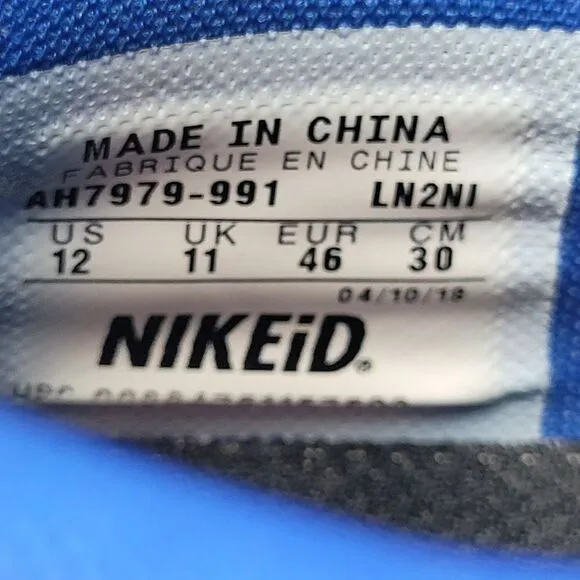 MADE IN CHINA
FABRIQUE EN CHINE
AH7979-991 LN2NI
US UK EUR CM
12 11 46 30
04/10/18
NIKEiD.